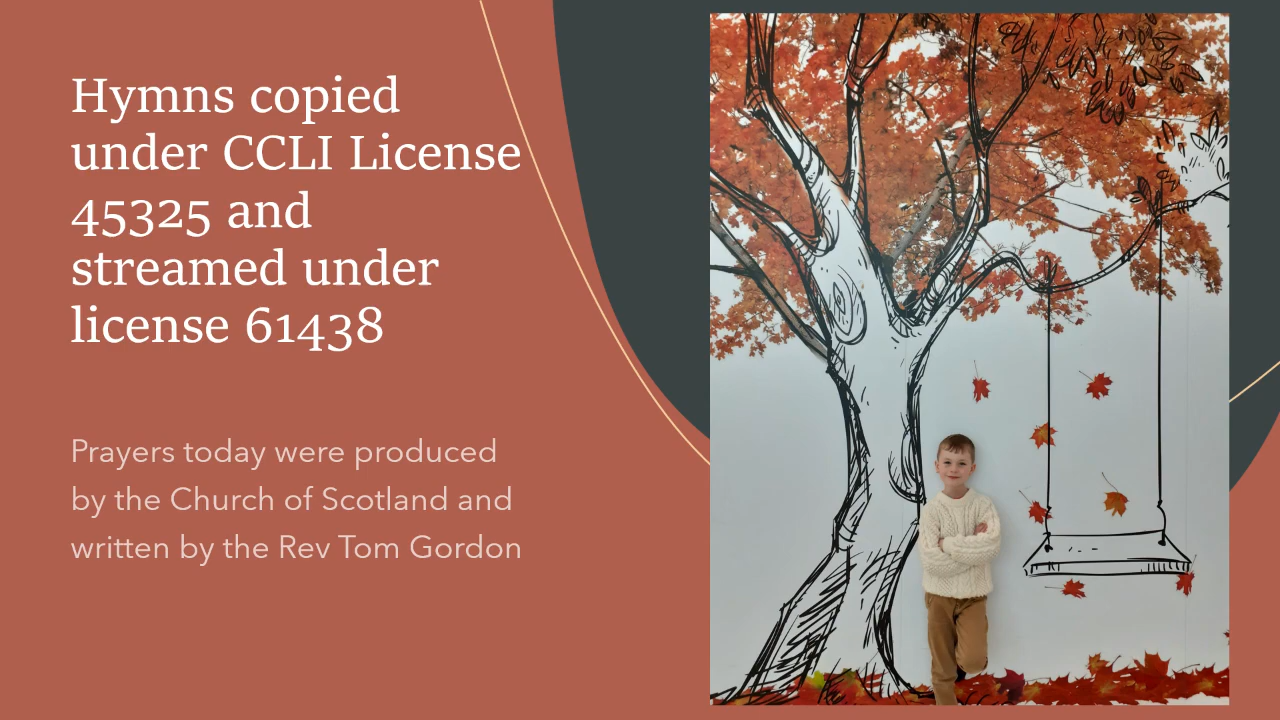 Hymns copied
under CCLI License
45325 and
streamed under
license 61438
Prayers today were produced
by the Church of Scotland and
written by the Rev Tom Gordon